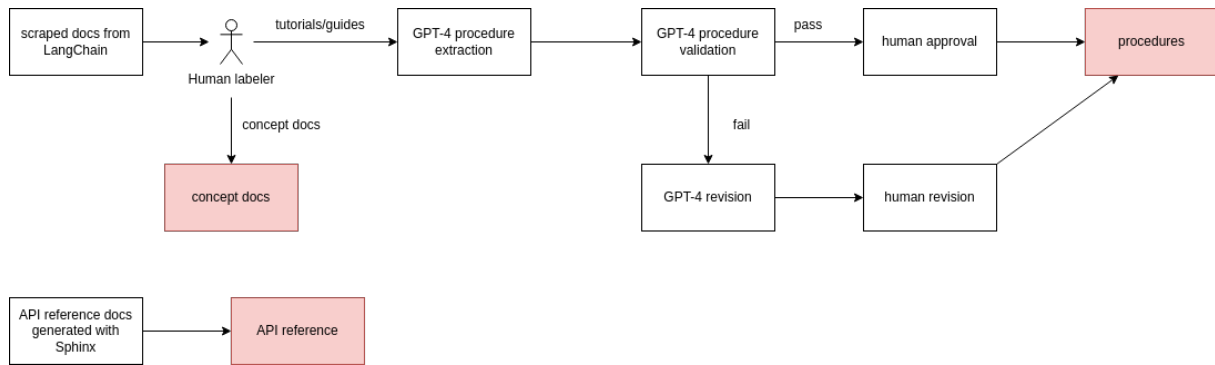 scraped docs from
LangChain
Human labeler
tutorials/guides
GPT-4 procedure
extraction
GPT-4 procedure
validation
pass
human approval
procedures
concept docs
fail
concept docs
GPT-4 revision
human revision
API reference docs
generated with
Sphinx
API reference